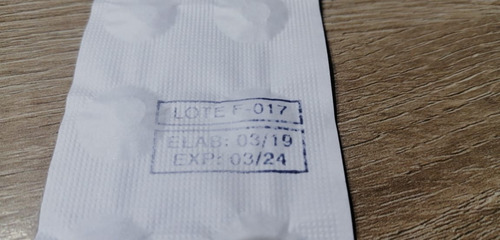 LOTE F-017
ELAB: 03/19
EXP: 03/24